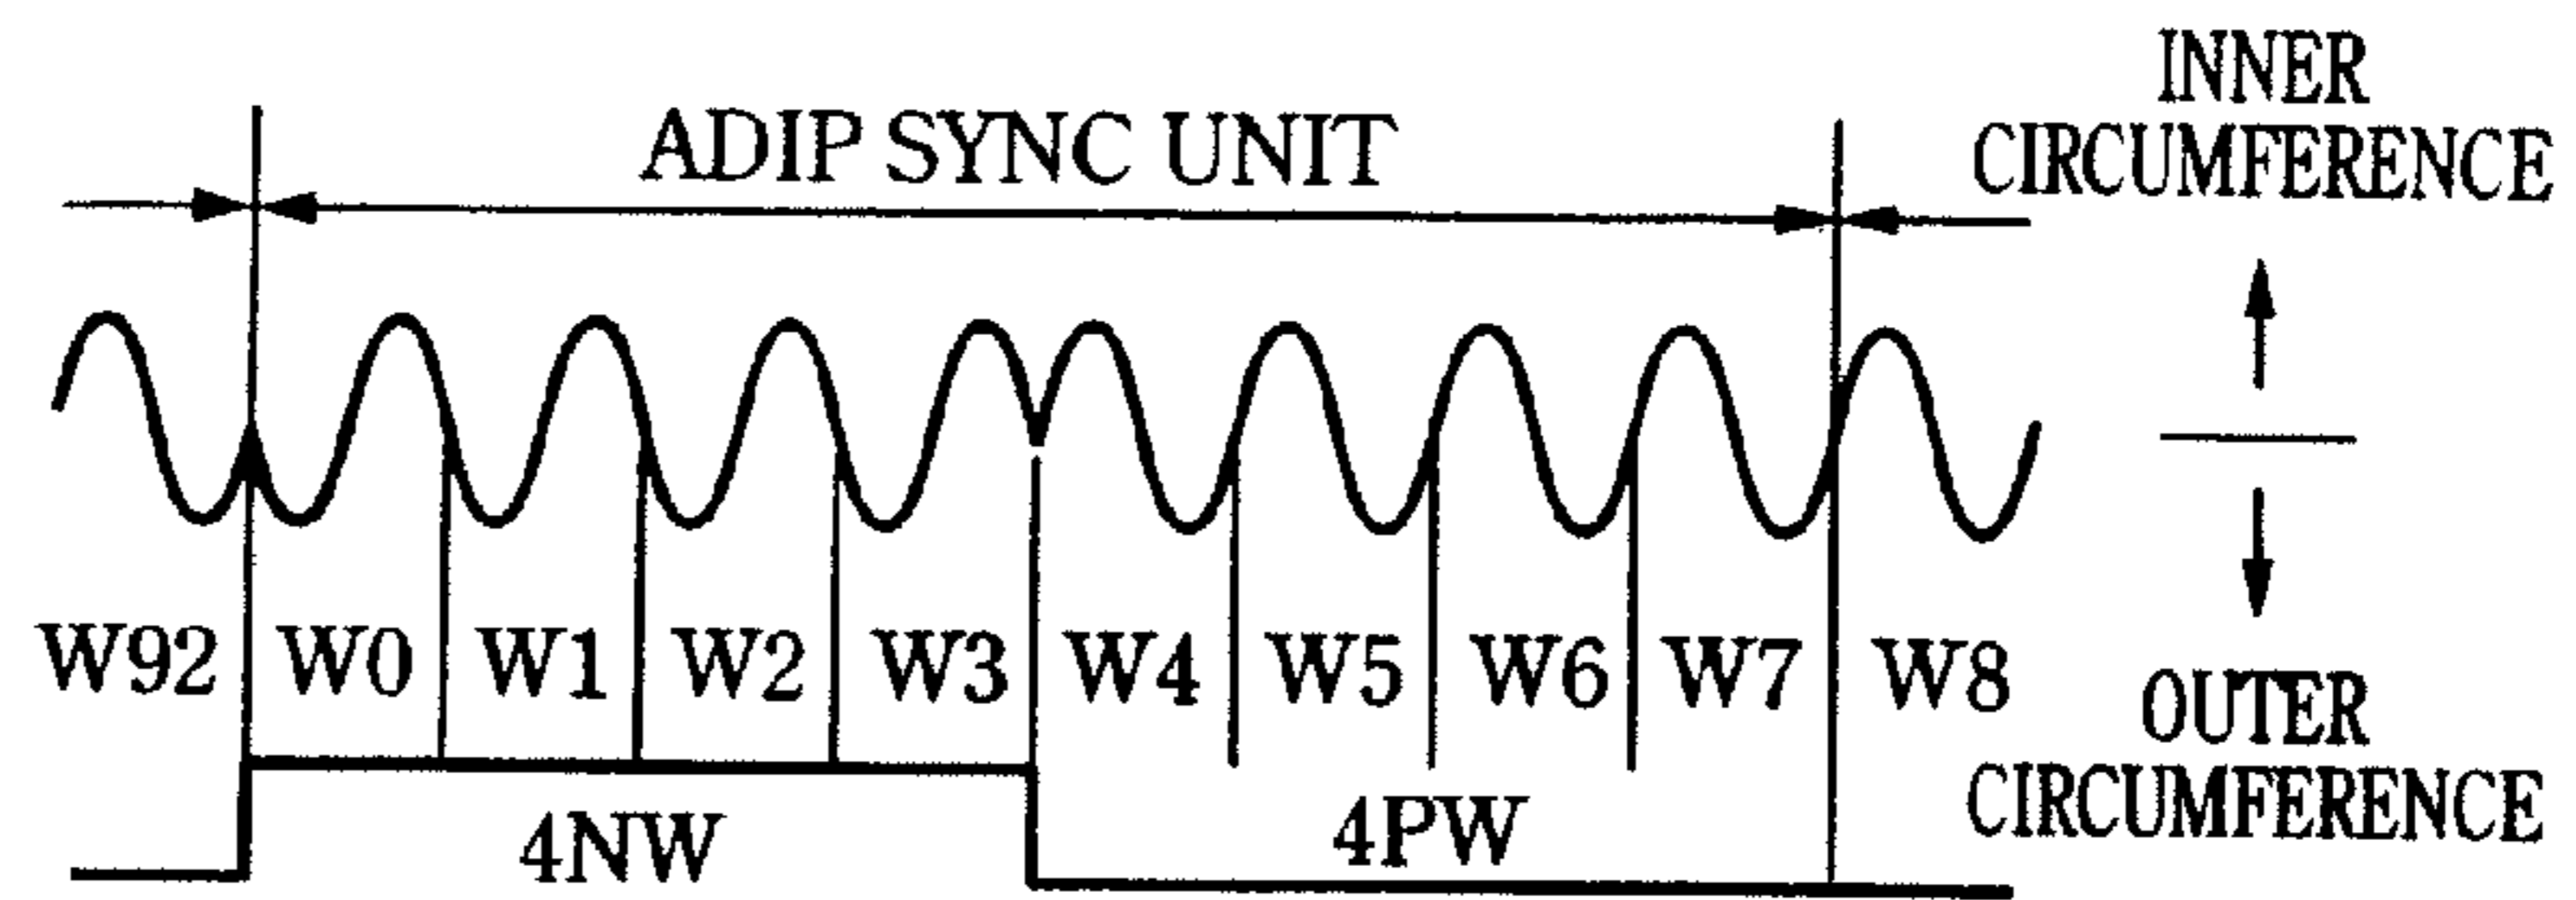 INNER
CIRCUMFERENCE
ADIP SYNC UNIT
W92 W0 W1 W2 W3 W4 W5 W6 W7 W8
OUTER
CIRCUMFERENCE
4NW 4PW